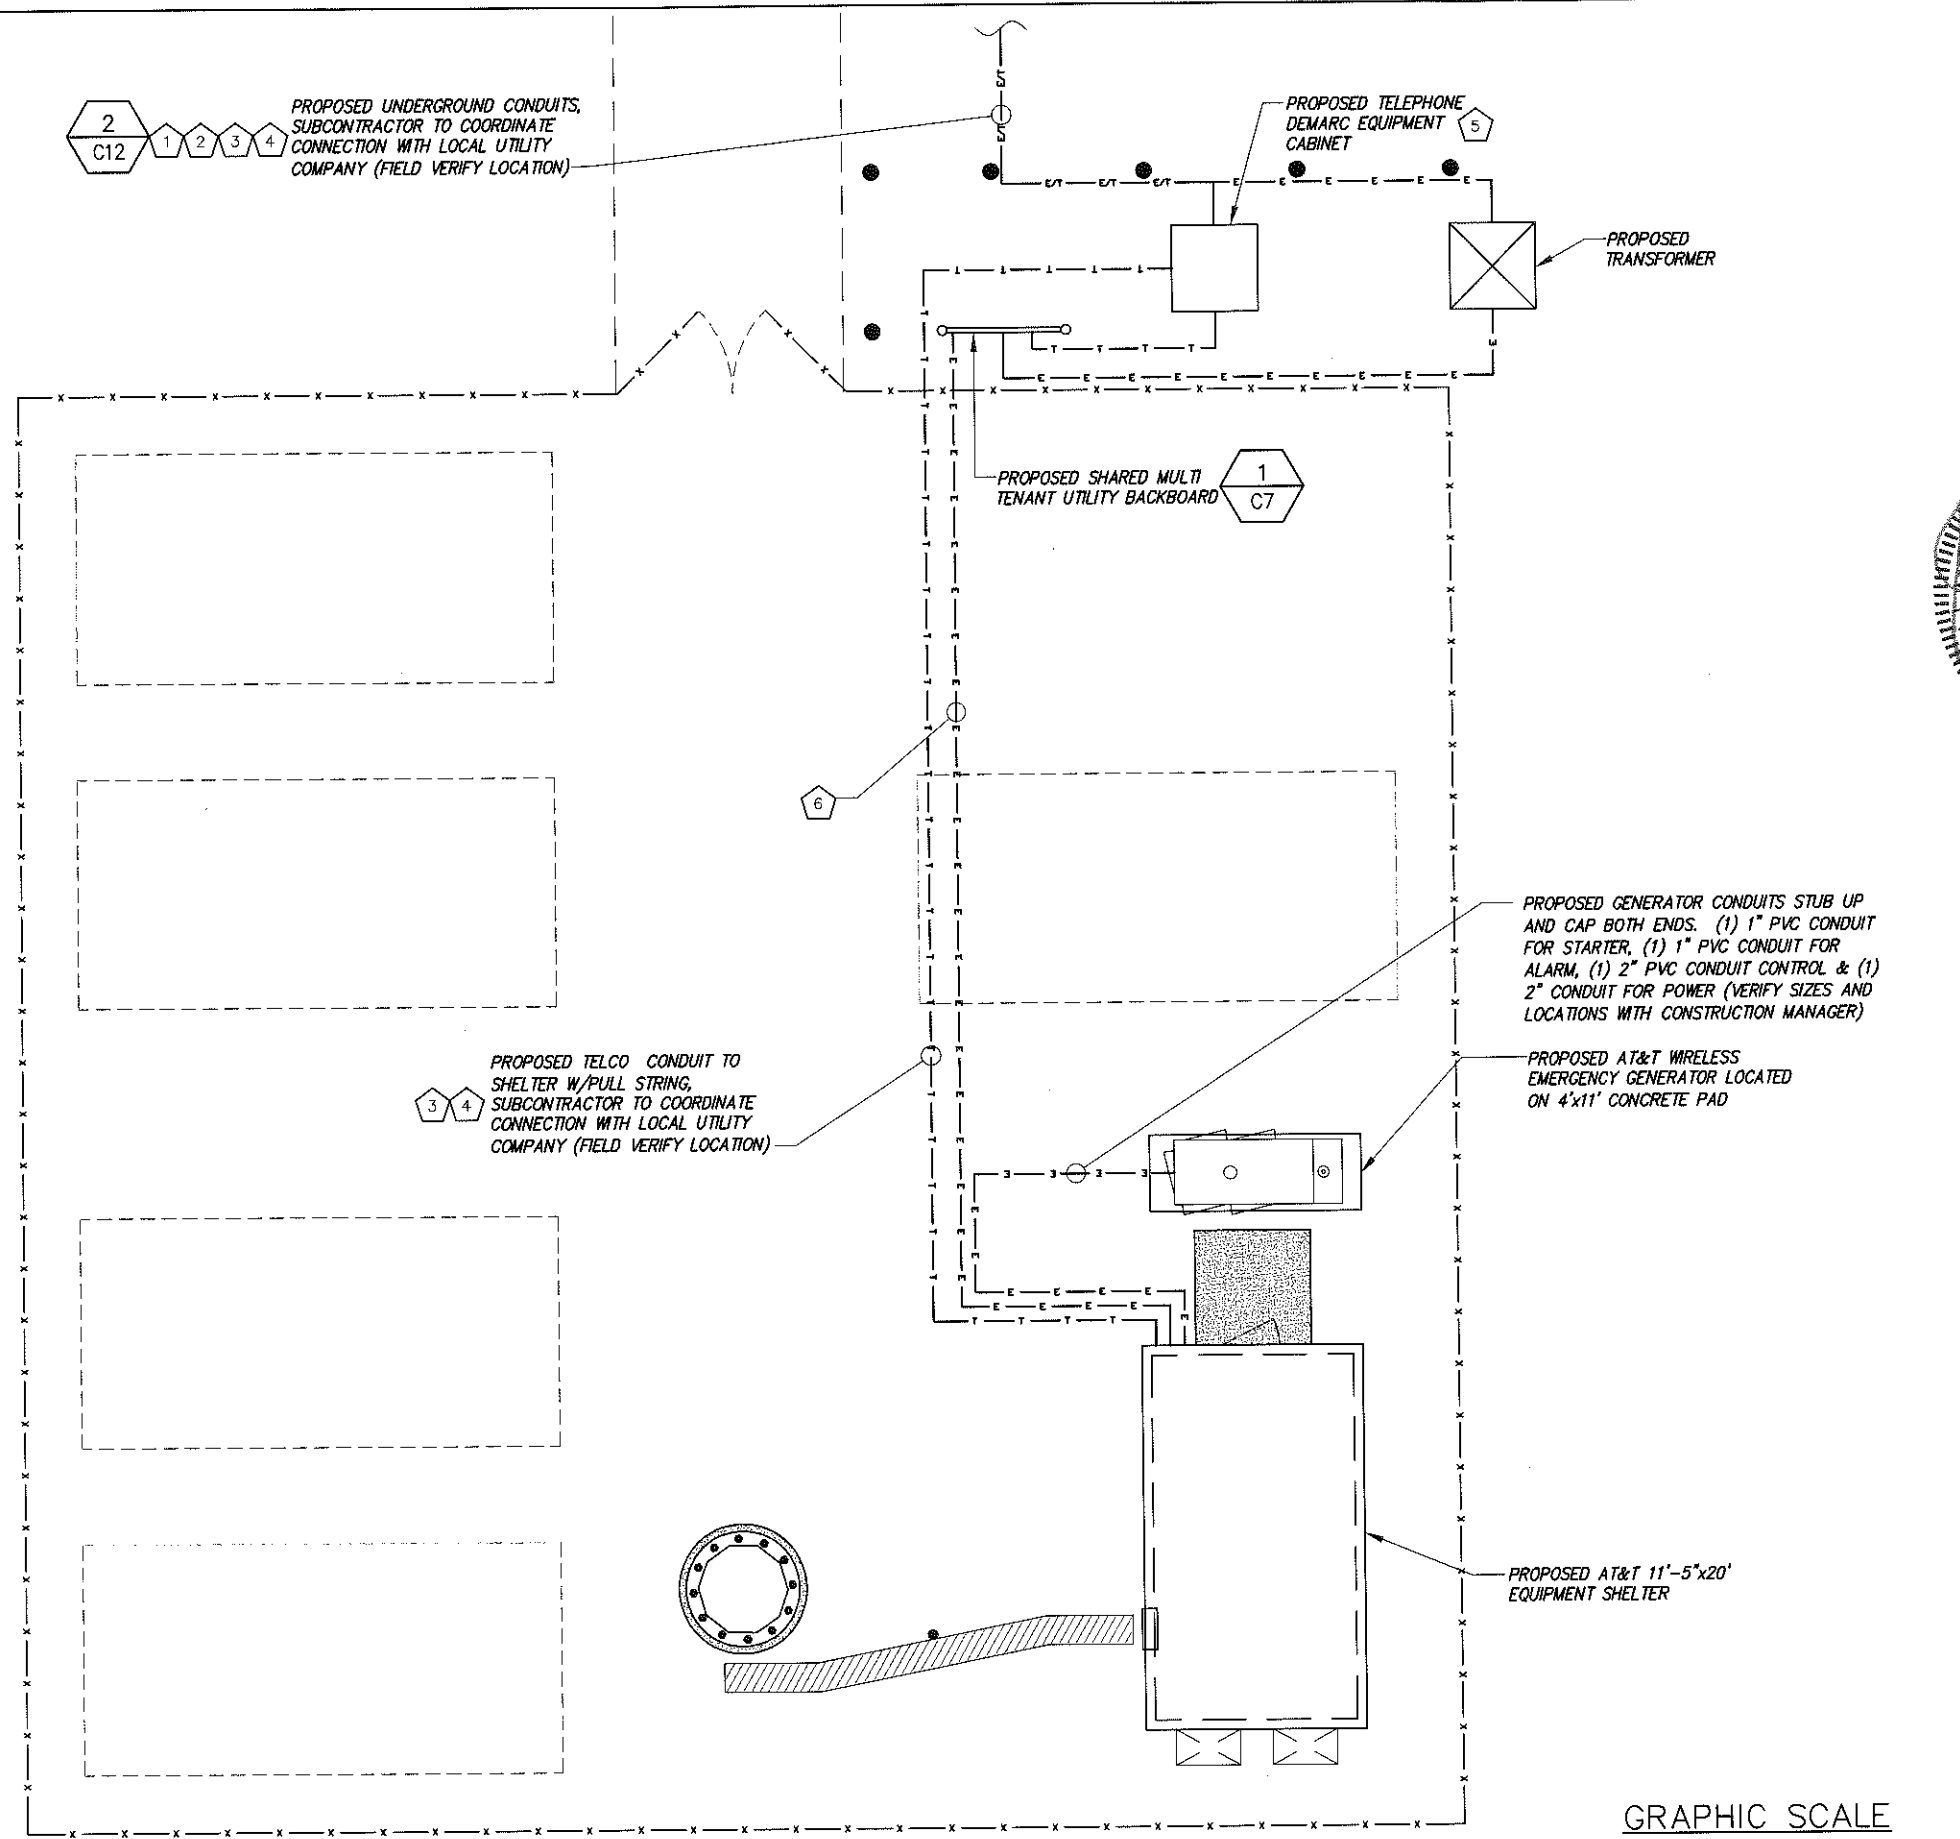 2
C12
1 2 3 4
PROPOSED UNDERGROUND CONDUITS,
SUBCONTRACTOR TO COORDINATE
CONNECTION WITH LOCAL UTILITY
COMPANY (FIELD VERIFY LOCATION)
PROPOSED TELEPHONE
DEMARC EQUIPMENT
CABINET
5
PROPOSED
TRANSFORMER
PROPOSED SHARED MULTI
TENANT UTILITY BACKBOARD
1
C7
6
PROPOSED GENERATOR CONDUITS STUB UP
AND CAP BOTH ENDS. (1) 1" PVC CONDUIT
FOR STARTER, (1) 1" PVC CONDUIT FOR
ALARM, (1) 2" PVC CONDUIT CONTROL & (1)
2" CONDUIT FOR POWER (VERIFY SIZES AND
LOCATIONS WITH CONSTRUCTION MANAGER)
3 4
PROPOSED TELCO CONDUIT TO
SHELTER W/PULL STRING,
SUBCONTRACTOR TO COORDINATE
CONNECTION WITH LOCAL UTILITY
COMPANY (FIELD VERIFY LOCATION)
PROPOSED AT&T WIRELESS
EMERGENCY GENERATOR LOCATED
ON 4'x11' CONCRETE PAD
PROPOSED AT&T 11'-5"x20'
EQUIPMENT SHELTER
GRAPHIC SCALE